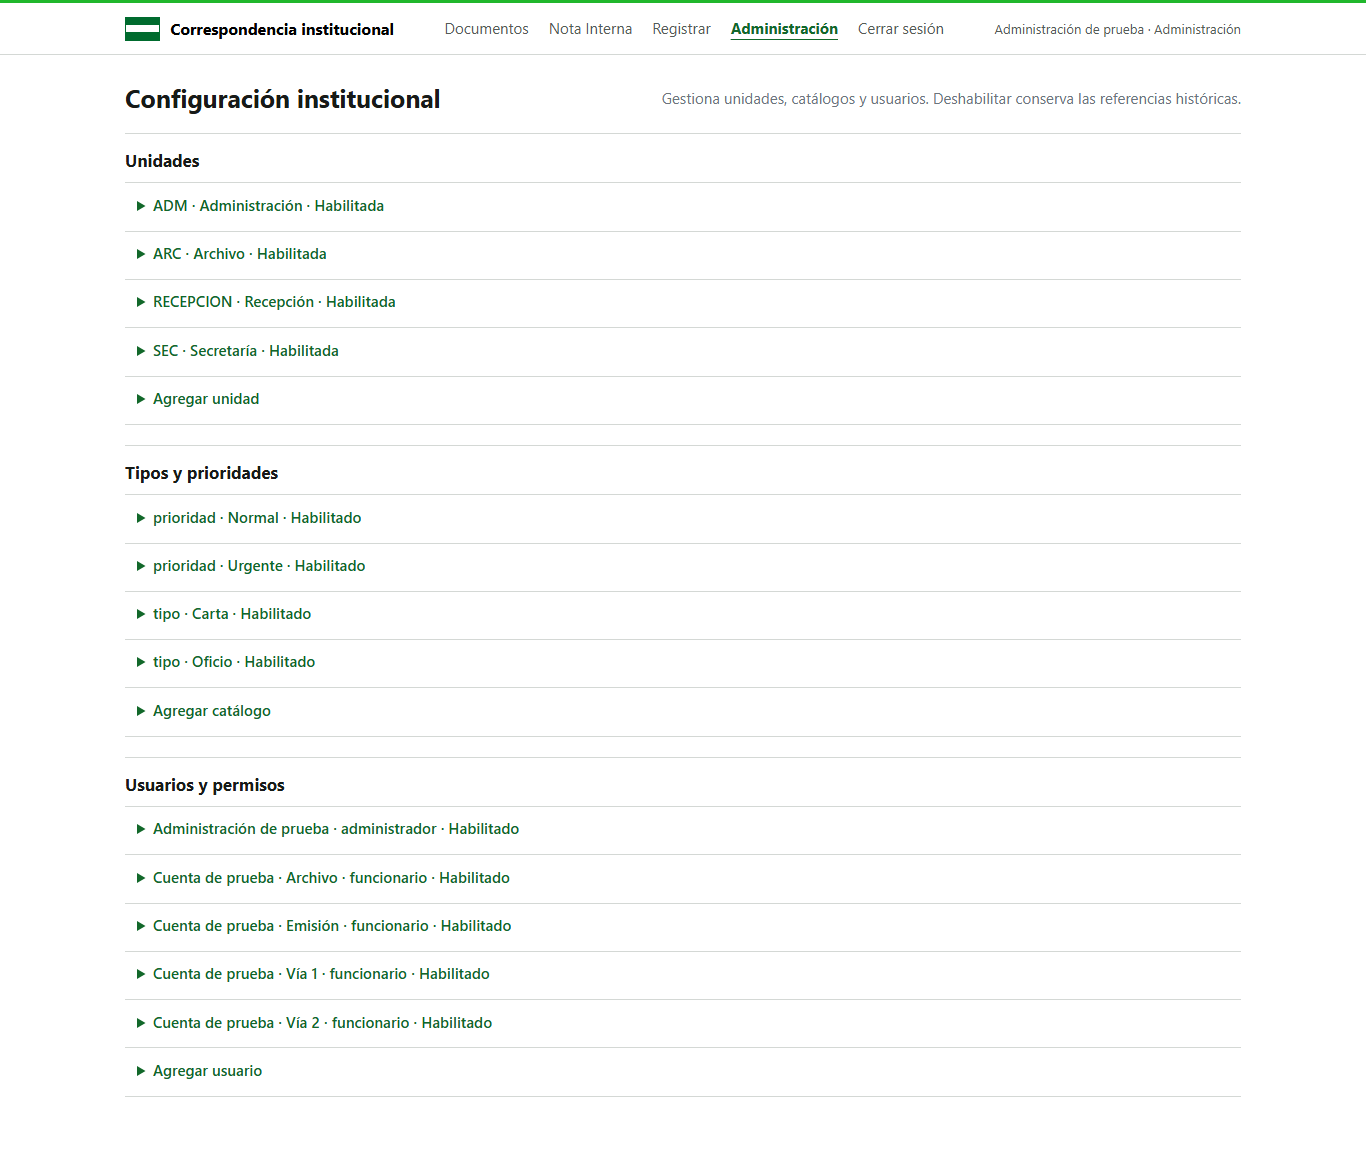 Correspondencia institucional Documentos Nota Interna Registrar Administración Cerrar sesión Administración de prueba · Administración
Configuración institucional Gestiona unidades, catálogos y usuarios. Deshabilitar conserva las referencias históricas.
Unidades
ADM · Administración · Habilitada
ARC · Archivo · Habilitada
RECEPCION · Recepción · Habilitada
SEC · Secretaría · Habilitada
Agregar unidad
Tipos y prioridades
prioridad · Normal · Habilitado
prioridad · Urgente · Habilitado
tipo · Carta · Habilitado
tipo · Oficio · Habilitado
Agregar catálogo
Usuarios y permisos
Administración de prueba · administrador · Habilitado
Cuenta de prueba · Archivo · funcionario · Habilitado
Cuenta de prueba · Emisión · funcionario · Habilitado
Cuenta de prueba · Vía 1 · funcionario · Habilitado
Cuenta de prueba · Vía 2 · funcionario · Habilitado
Agregar usuario